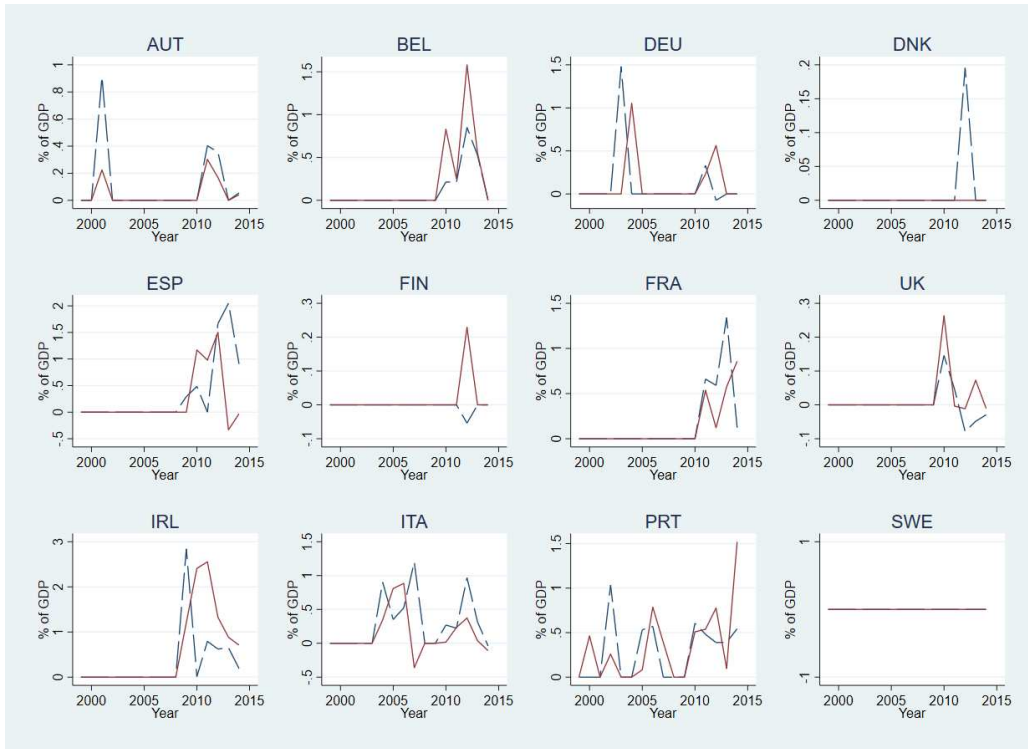 AUT
% of GDP
0 .2 .4 .6 .8 1
2000 2005 2010 2015
Year
BEL
% of GDP
0 .5 1 1.5
2000 2005 2010 2015
Year
DEU
% of GDP
0 .5 1 1.5
2000 2005 2010 2015
Year
DNK
% of GDP
0 .05 .1 .15 .2
2000 2005 2010 2015
Year
ESP
% of GDP
-.5 0 .5 1 1.5 2
2000 2005 2010 2015
Year
FIN
% of GDP
-.1 0 .1 .2 .3
2000 2005 2010 2015
Year
FRA
% of GDP
0 .5 1 1.5
2000 2005 2010 2015
Year
UK
% of GDP
-.1 0 .1 .2 .3
2000 2005 2010 2015
Year
IRL
% of GDP
0 1 2 3
2000 2005 2010 2015
Year
ITA
% of GDP
-.5 0 .5 1 1.5
2000 2005 2010 2015
Year
PRT
% of GDP
0 .5 1 1.5
2000 2005 2010 2015
Year
SWE
% of GDP
-1 1
2000 2005 2010 2015
Year